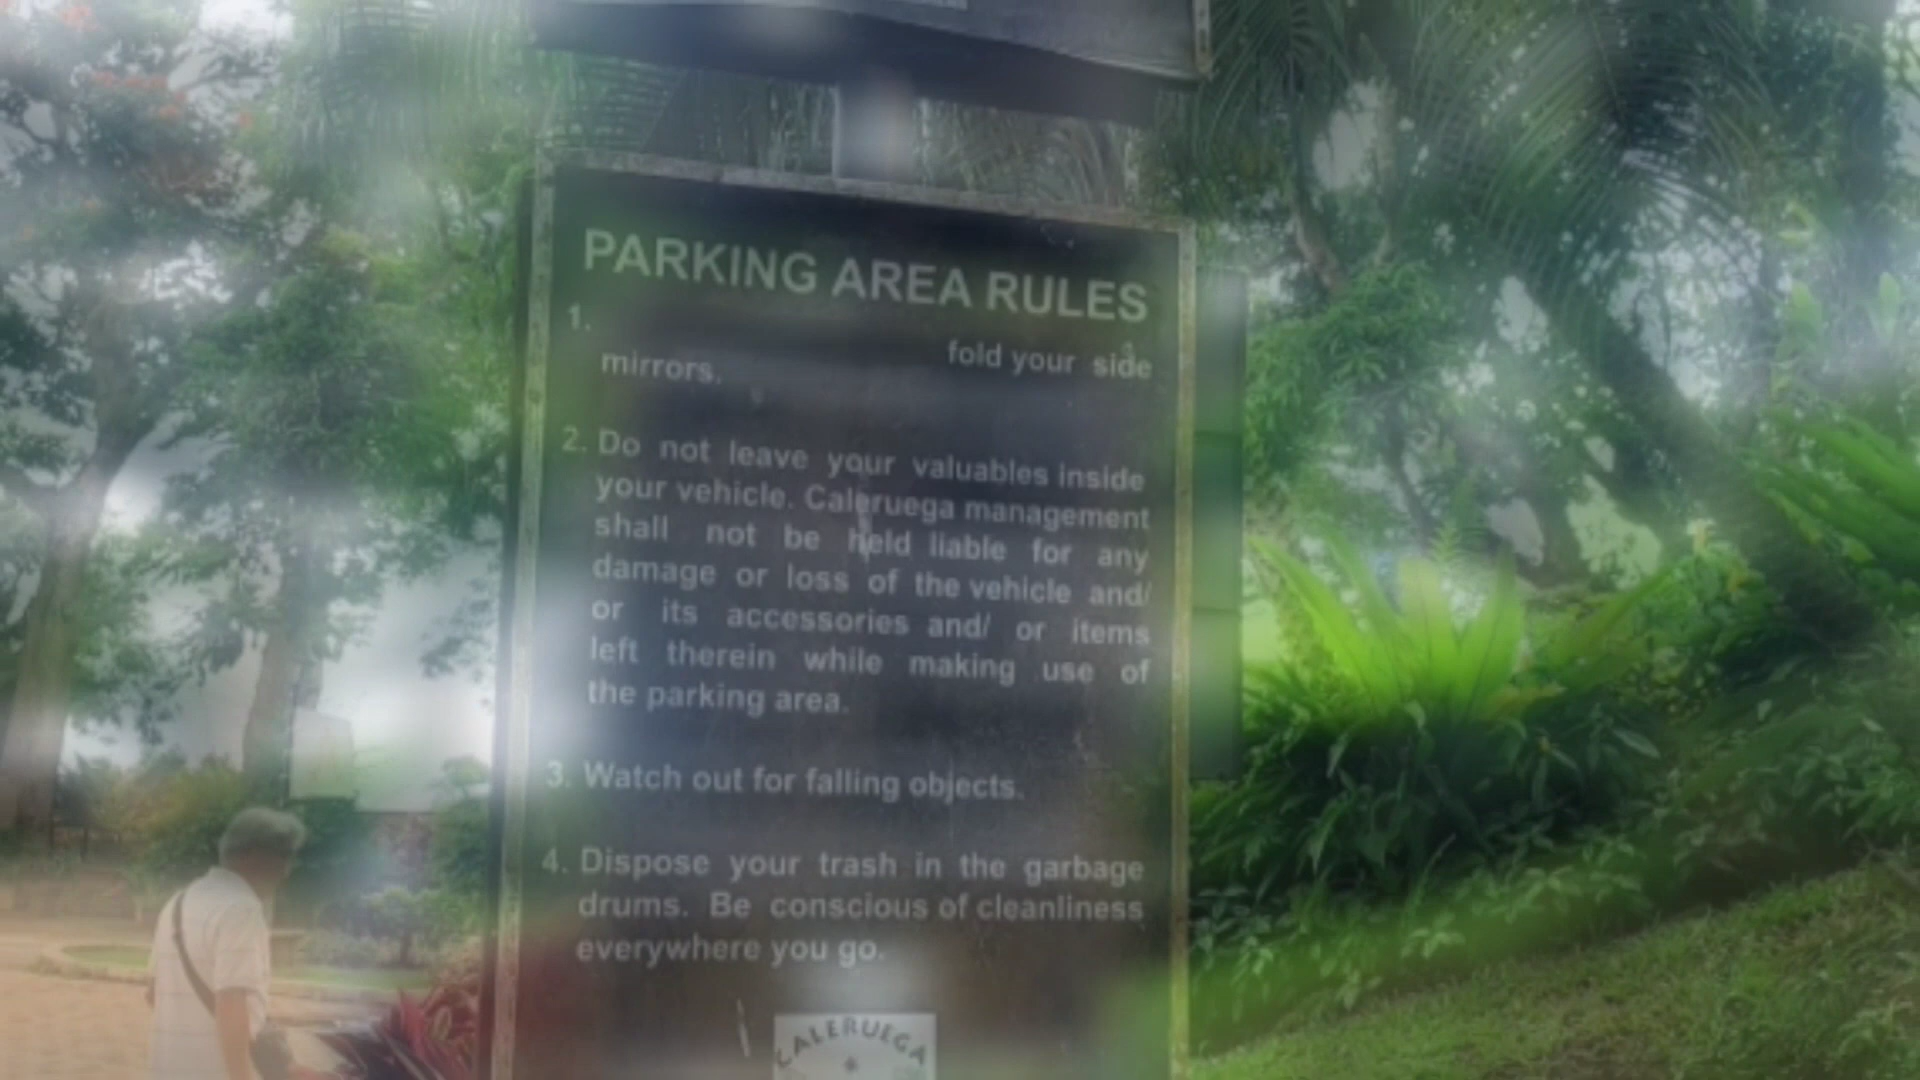 PARKING AREA RULES
1. fold your side
mirrors.
2. Do not leave your valuables inside
your vehicle. Caleruega management
shall not be held liable for any
damage or loss of the vehicle and/
or its accessories and/ or items
left therein while making use of
the parking area.
3. Watch out for falling objects.
4. Dispose your trash in the garbage
drums. Be conscious of cleanliness
everywhere you go.
CALERUEGA